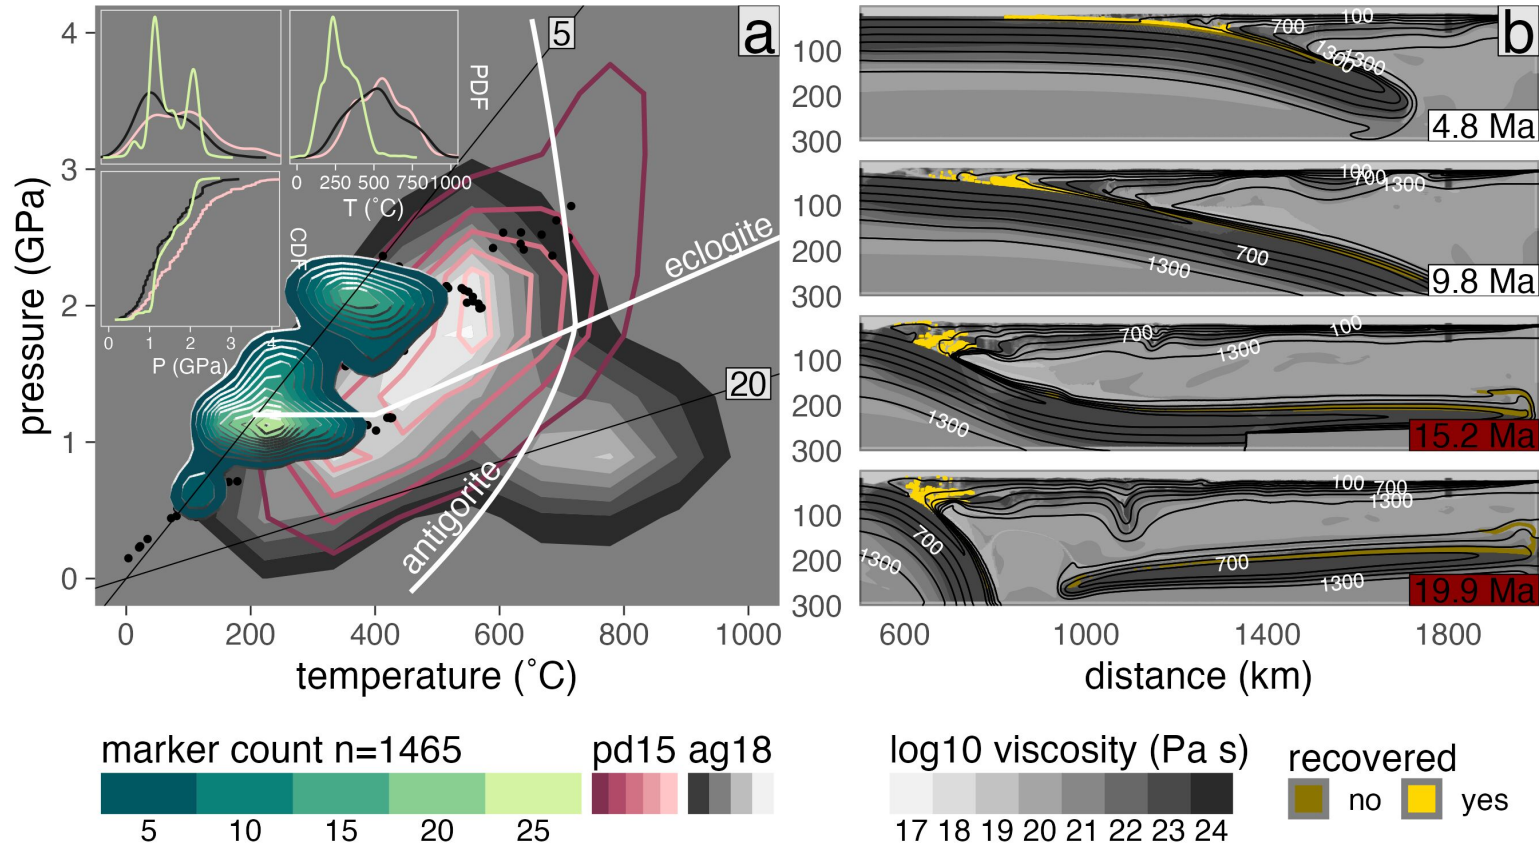 a
5
20
PDF
CDF
0 250 500 750 1000
T (˚C)
0 1 2 3 4
P (GPa)
eclogite
antigorite
4
3
2
1
0
pressure (GPa)
0 200 400 600 800 1000
temperature (˚C)
b
100
700
1300
1300
4.8 Ma
100
200
300
100
700
1300
700
1300
9.8 Ma
100
200
300
700
100
1300
1300
15.2 Ma
100
200
300
100
700
1300
700
1300
700
1300
19.9 Ma
100
200
300
600 1000 1400 1800
distance (km)
marker count n=1465
5 10 15 20 25
pd15 ag18
log10 viscosity (Pa s)
17 18 19 20 21 22 23 24
recovered
no yes